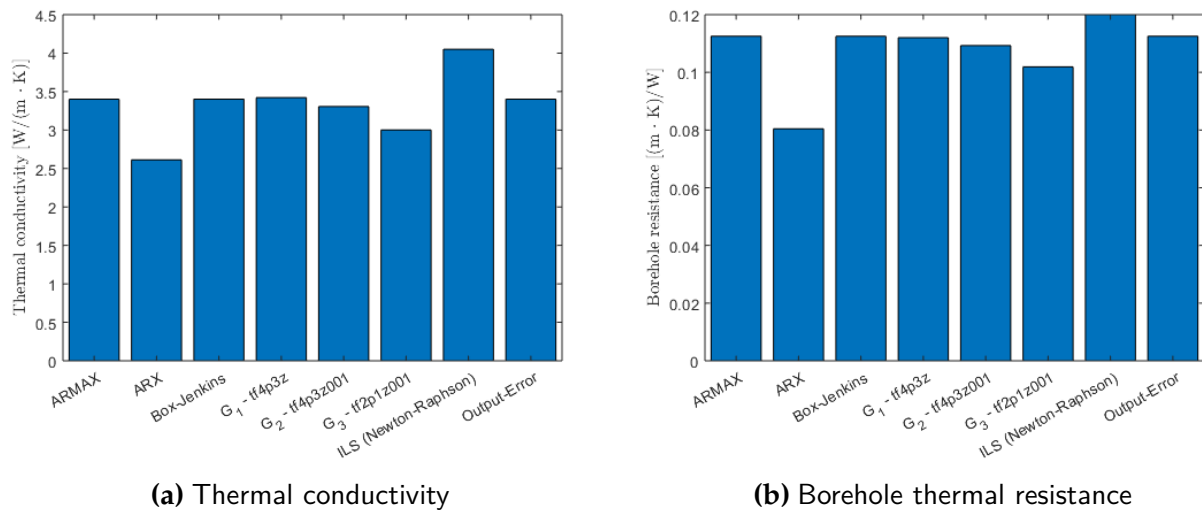 4.5
4
3.5
3
2.5
2
1.5
1
0.5
0
Thermal conductivity [W/(m · K)]
ARMAX
ARX
Box-Jenkins
G1 - tf4p3z
G2 - tf4p3z001
G3 - tf2p1z001
ILS (Newton-Raphson)
Output-Error
(a) Thermal conductivity
0.12
0.1
0.08
0.06
0.04
0.02
0
Borehole resistance [(m · K)/W]
ARMAX
ARX
Box-Jenkins
G1 - tf4p3z
G2 - tf4p3z001
G3 - tf2p1z001
ILS (Newton-Raphson)
Output-Error
(b) Borehole thermal resistance